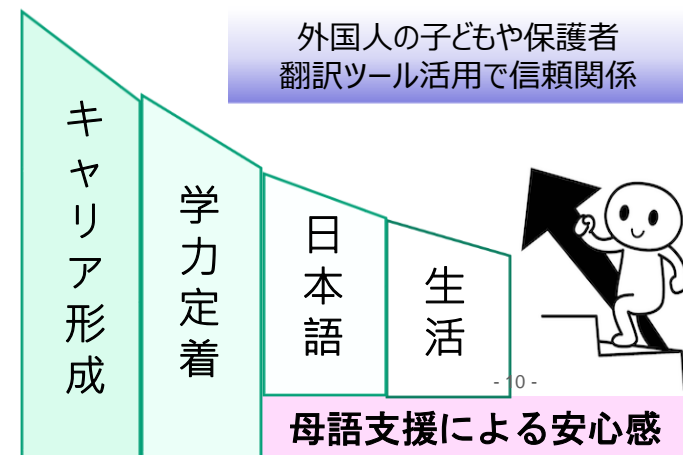 外国人の子どもや保護者
翻訳ツール活用で信頼関係
キャリア形成
学力定着
日本語
生活
- 10 -
母語支援による安心感